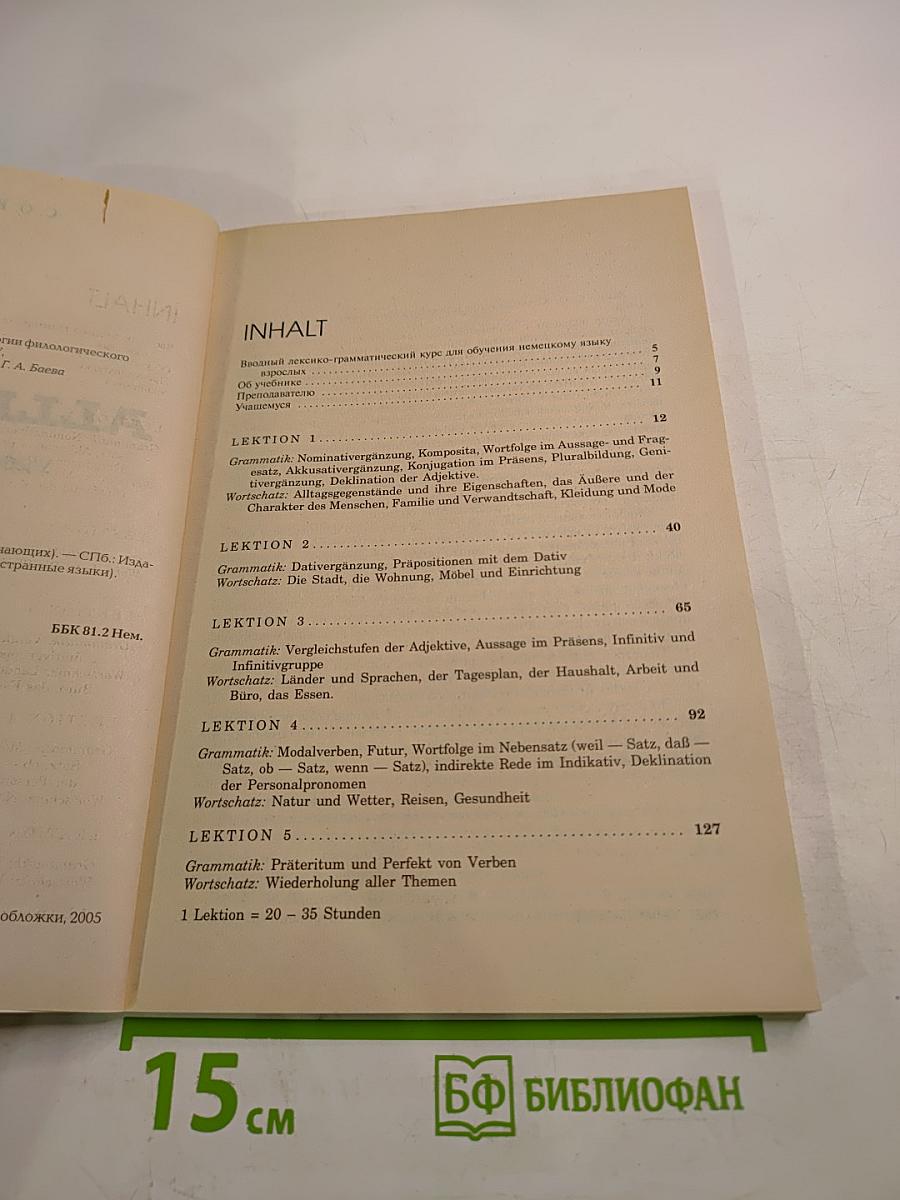 гии филологического
Г. А. Баева
нающих). — СПб.: Изда-
странные языки).
ББК 81.2 Нем.
обложки, 2005
INHALT
Вводный лексико-грамматический курс для обучения немецкому языку
взрослых ........ 5
Об учебнике ........ 7
Преподавателю ........ 9
Учащемуся ........ 11
LEKTION 1 ........ 12
Grammatik: Nominativergänzung, Komposita, Wortfolge im Aussage- und Frag-
esatz, Akkusativergänzung, Konjugation im Präsens, Pluralbildung, Geni-
tivergänzung, Deklination der Adjektive.
Wortschatz: Alltagsgegenstände und ihre Eigenschaften, das Äußere und der
Charakter des Menschen, Familie und Verwandtschaft, Kleidung und Mode
LEKTION 2 ........ 40
Grammatik: Dativergänzung, Präpositionen mit dem Dativ
Wortschatz: Die Stadt, die Wohnung, Möbel und Einrichtung
LEKTION 3 ........ 65
Grammatik: Vergleichstufen der Adjektive, Aussage im Präsens, Infinitiv und
Infinitivgruppe
Wortschatz: Länder und Sprachen, der Tagesplan, der Haushalt, Arbeit und
Büro, das Essen.
LEKTION 4 ........ 92
Grammatik: Modalverben, Futur, Wortfolge im Nebensatz (weil — Satz, daß —
Satz, ob — Satz, wenn — Satz), indirekte Rede im Indikativ, Deklination
der Personalpronomen
Wortschatz: Natur und Wetter, Reisen, Gesundheit
LEKTION 5 ........ 127
Grammatik: Präteritum und Perfekt von Verben
Wortschatz: Wiederholung aller Themen
1 Lektion = 20 – 35 Stunden
15 см
БФ БИБЛИОФАН